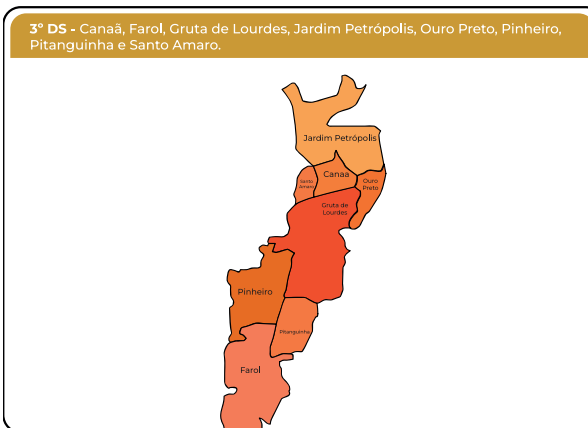 3º DS - Canaã, Farol, Gruta de Lourdes, Jardim Petrópolis, Ouro Preto, Pinheiro,
Pitanguinha e Santo Amaro.
Jardim Petrópolis
Canaã
Santo
Amaro
Ouro
Preto
Gruta de
Lourdes
Pinheiro
Pitanguinha
Farol